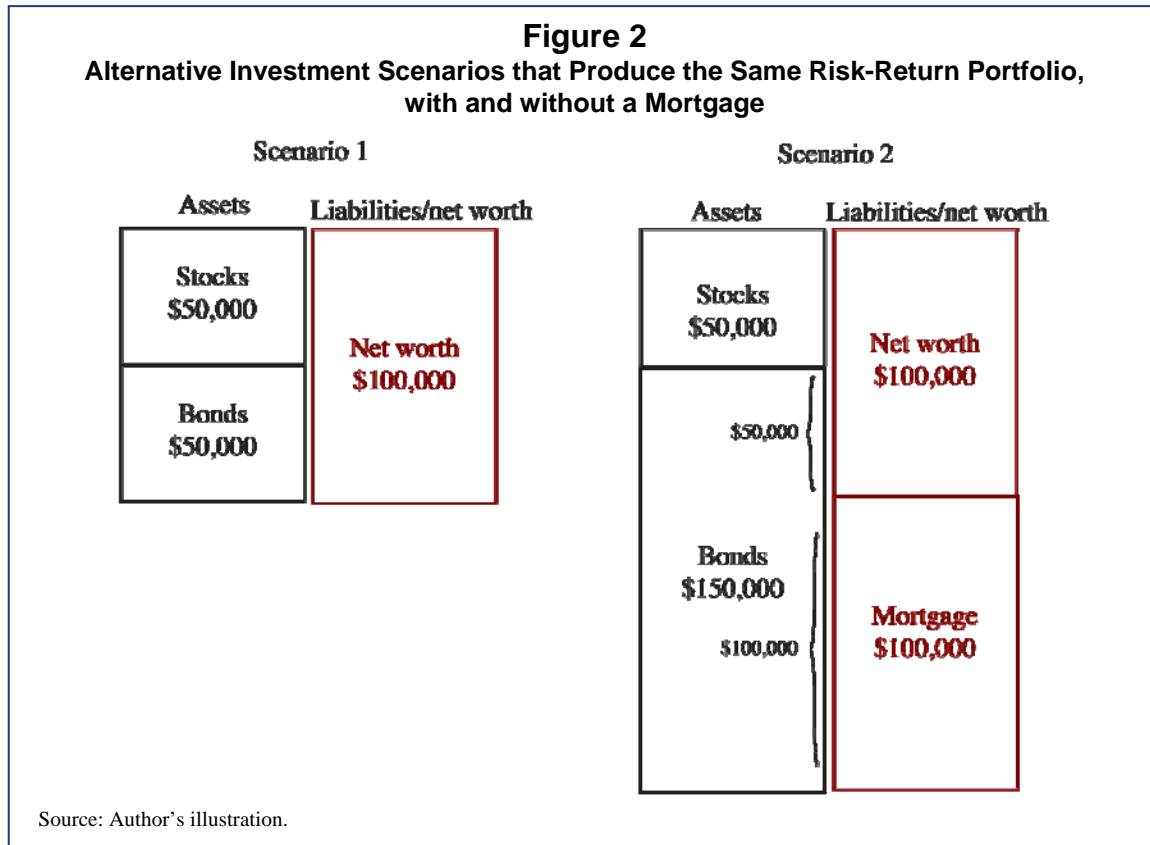 Figure 2
Alternative Investment Scenarios that Produce the Same Risk-Return Portfolio,
with and without a Mortgage
Scenario 1
Assets
Liabilities/net worth
Stocks
$50,000
Bonds
$50,000
Net worth
$100,000
Scenario 2
Assets
Liabilities/net worth
Stocks
$50,000
$50,000
Bonds
$150,000
$100,000
Net worth
$100,000
Mortgage
$100,000
Source: Author’s illustration.